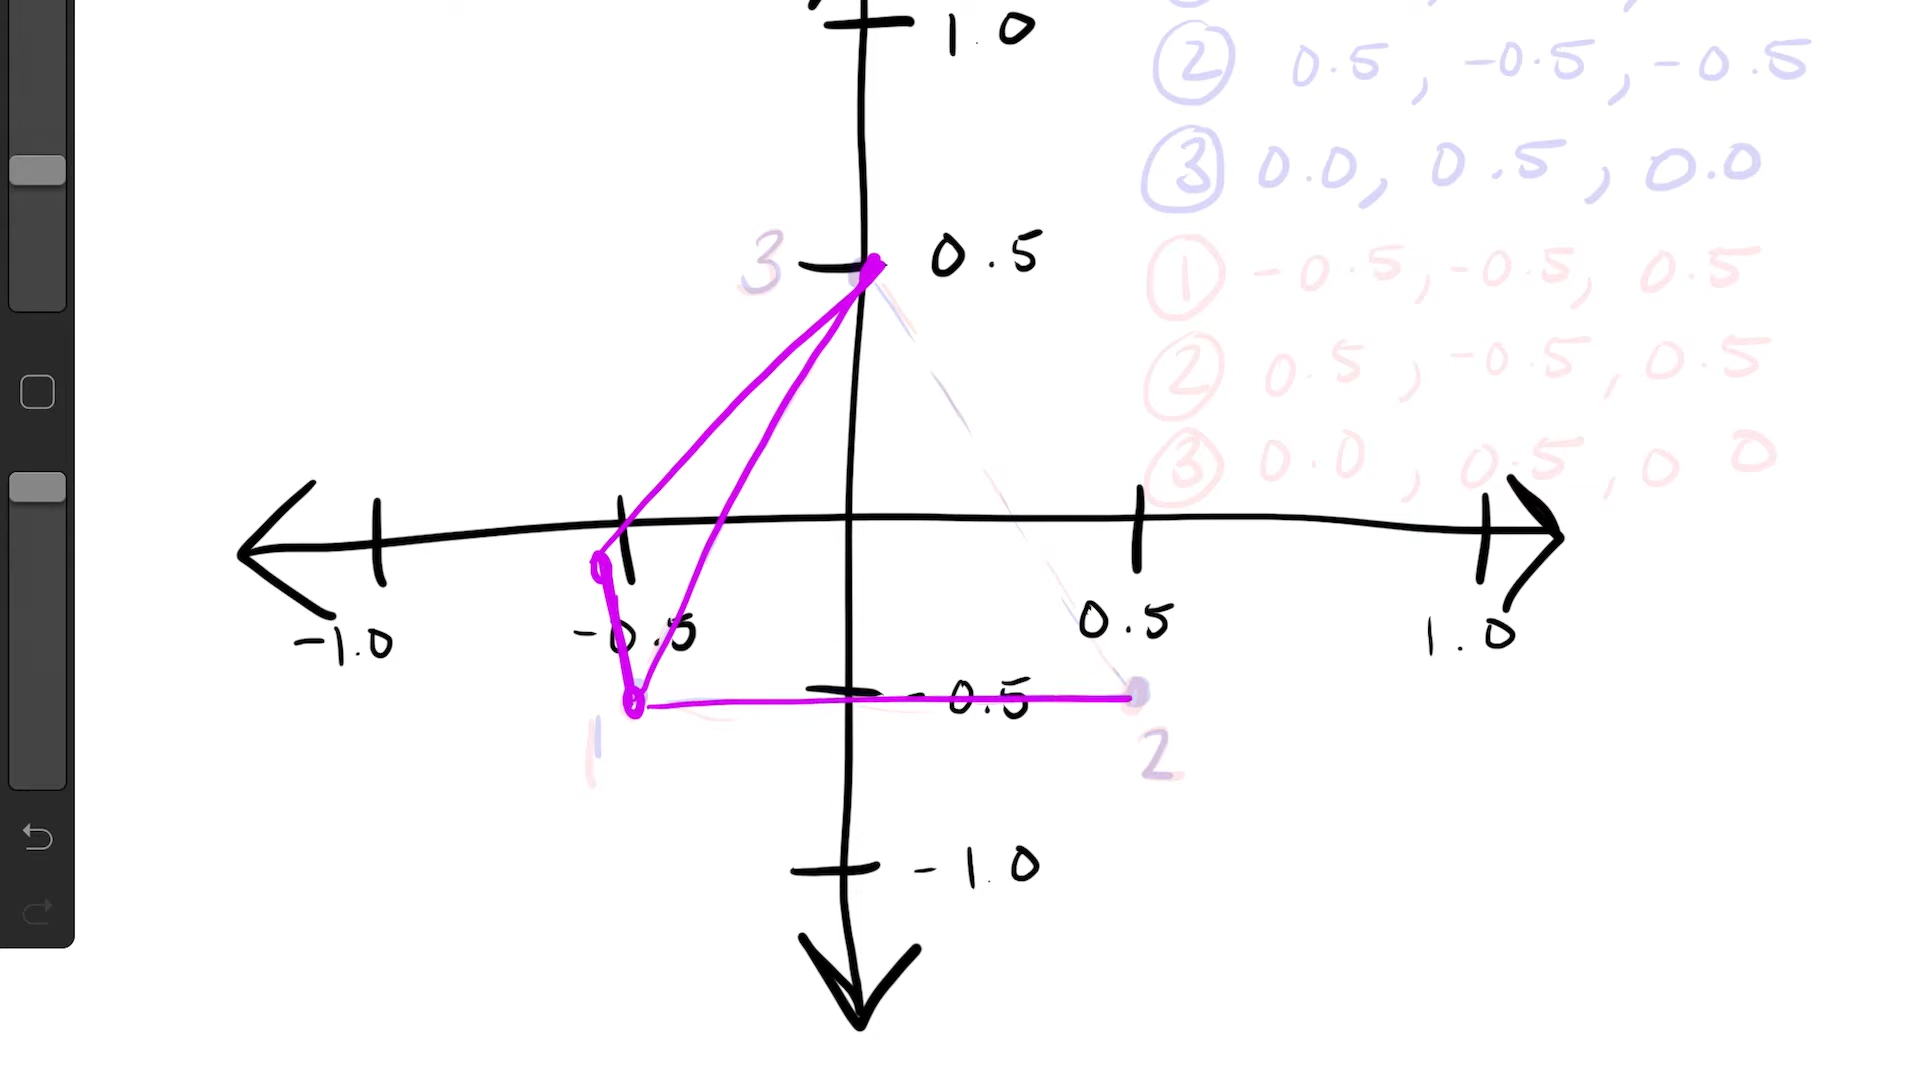 1.0
② 0.5, -0.5, -0.5
③ 0.0, 0.5, 0.0
3 0.5
① -0.5, -0.5, 0.5
② 0.5, -0.5, 0.5
③ 0.0, 0.5, 0 0
-1.0 -0.5 0.5 1.0
-0.5
1 2
-1.0